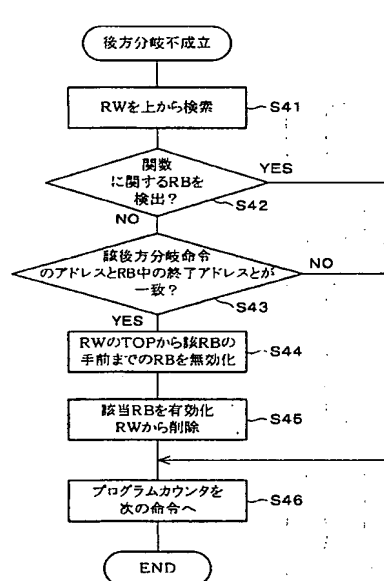 後方分岐不成立
RWを上から検索
S41
関数
に関するRBを
検出?
YES
S42
NO
該後方分岐命令
のアドレスとRB中の終了アドレスとが
一致?
NO
S43
YES
RWのTOPから該RBの
手前までのRBを無効化
S44
該当RBを有効化
RWから削除
S45
プログラムカウンタを
次の命令へ
S46
END